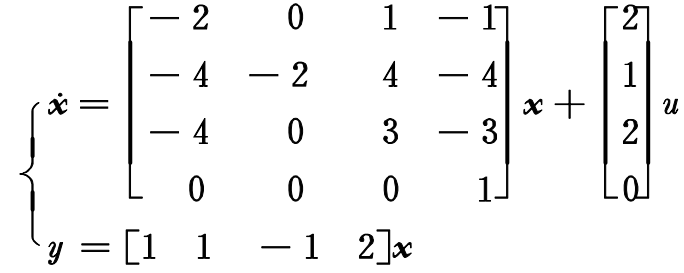 ẋ = [ −2 0 1 −1
−4 −2 4 −4
−4 0 3 −3
0 0 0 1 ] x + [ 2
1
2
0 ] u
y = [1 1 −1 2]x